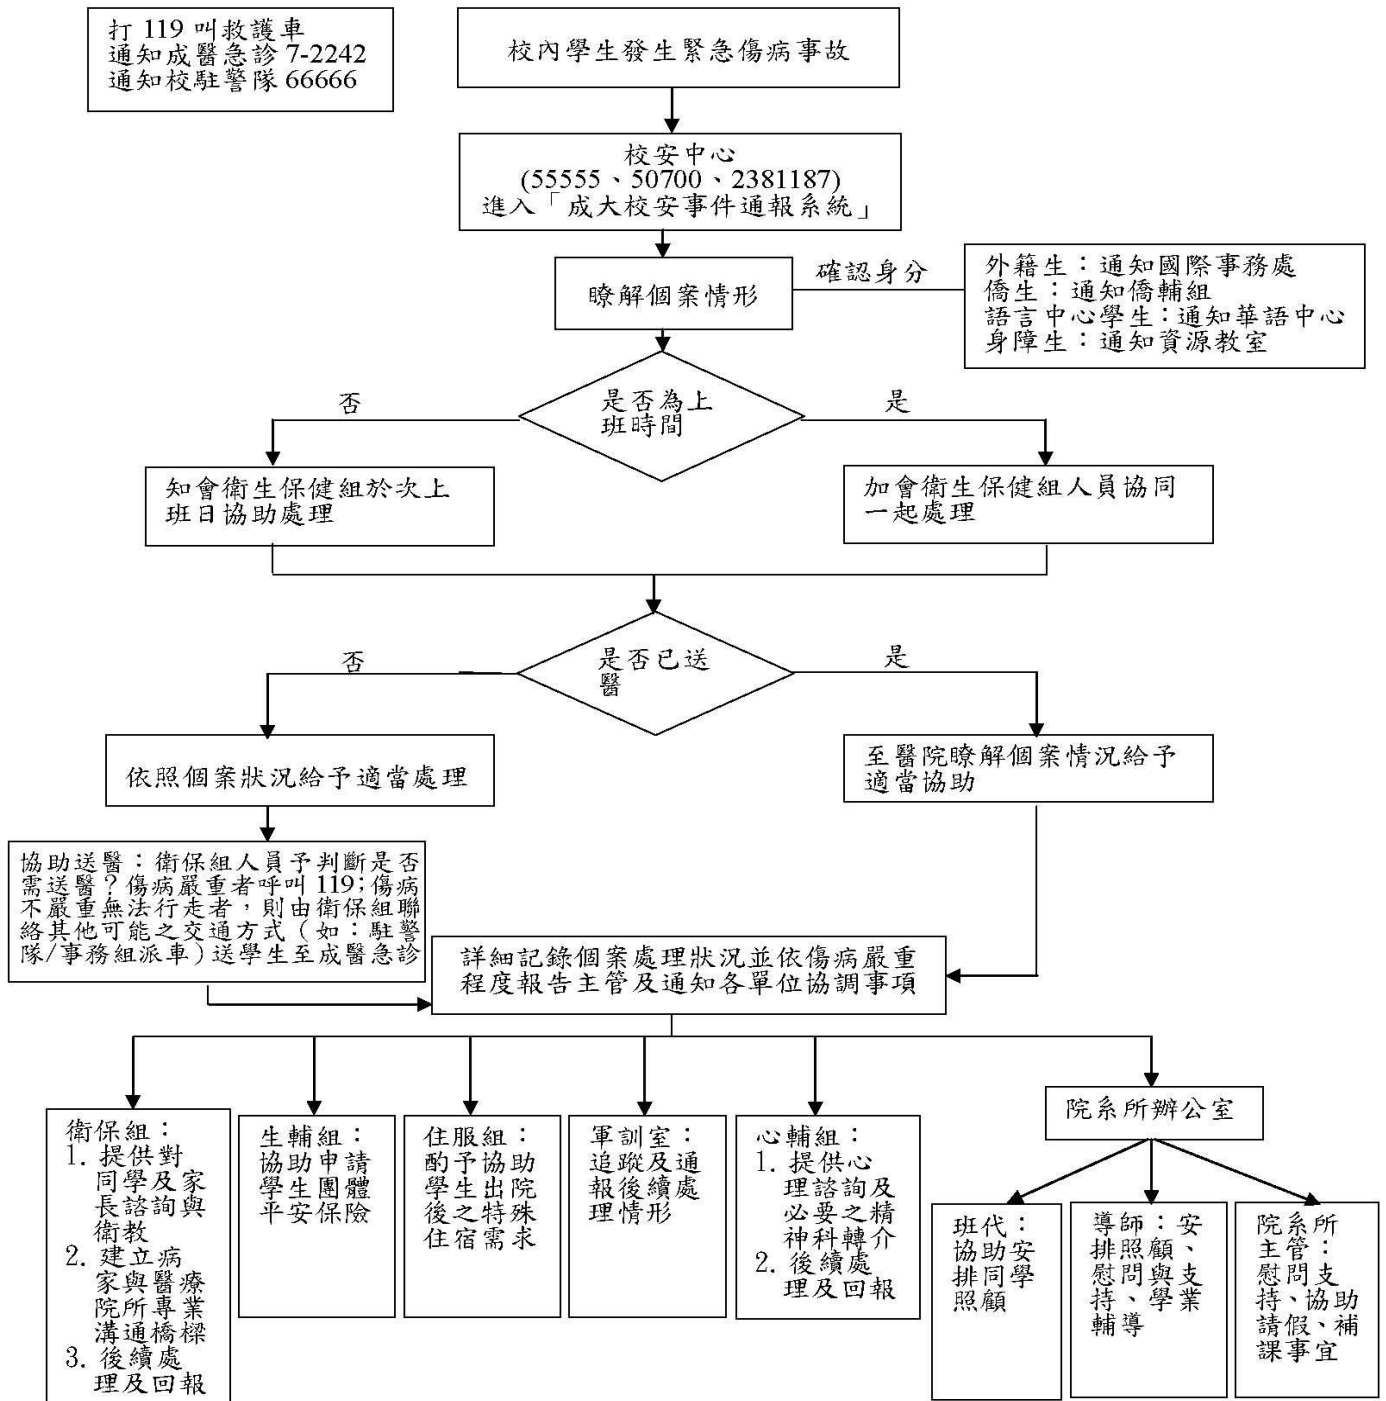 打 119 叫救護車
通知成醫急診 7-2242
通知校駐警隊 66666
校內學生發生緊急傷病事故
校安中心
(55555、50700、2381187)
進入「成大校安事件通報系統」
瞭解個案情形
確認身分
外籍生：通知國際事務處
僑生：通知僑輔組
語言中心學生：通知華語中心
身障生：通知資源教室
是否為上
班時間
否
是
知會衛生保健組於次上
班日協助處理
加會衛生保健組人員協同
一起處理
是否已送
醫
否
是
依照個案狀況給予適當處理
至醫院瞭解個案情況給予
適當協助
協助送醫：衛保組人員予判斷是否
需送醫？傷病嚴重者呼叫 119；傷病
不嚴重無法行走者，則由衛保組聯
絡其他可能之交通方式（如：駐警
隊/事務組派車）送學生至成醫急診
詳細記錄個案處理狀況並依傷病嚴重
程度報告主管及通知各單位協調事項
衛保組：
1. 提供對
同學及家
長諮詢與
衛教
2. 建立病
家與醫療
院所專業
溝通橋樑
3. 後續處
理及回報
生輔組：
協助申請
學生團體
平安保險
住服組：
酌予協助
學生出院
後之特殊
住宿需求
軍訓室：
追蹤及通
報後續處
理情形
心輔組：
1. 提供心
理諮詢及
必要之精
神科轉介
2. 後續處
理及回報
院系所辦公室
班代：
協助安
排同學
照顧
導師：安
排照顧、
慰問與支
持、學業
輔導
院系所
主管：
慰問支
持、協助
請假、補
課事宜